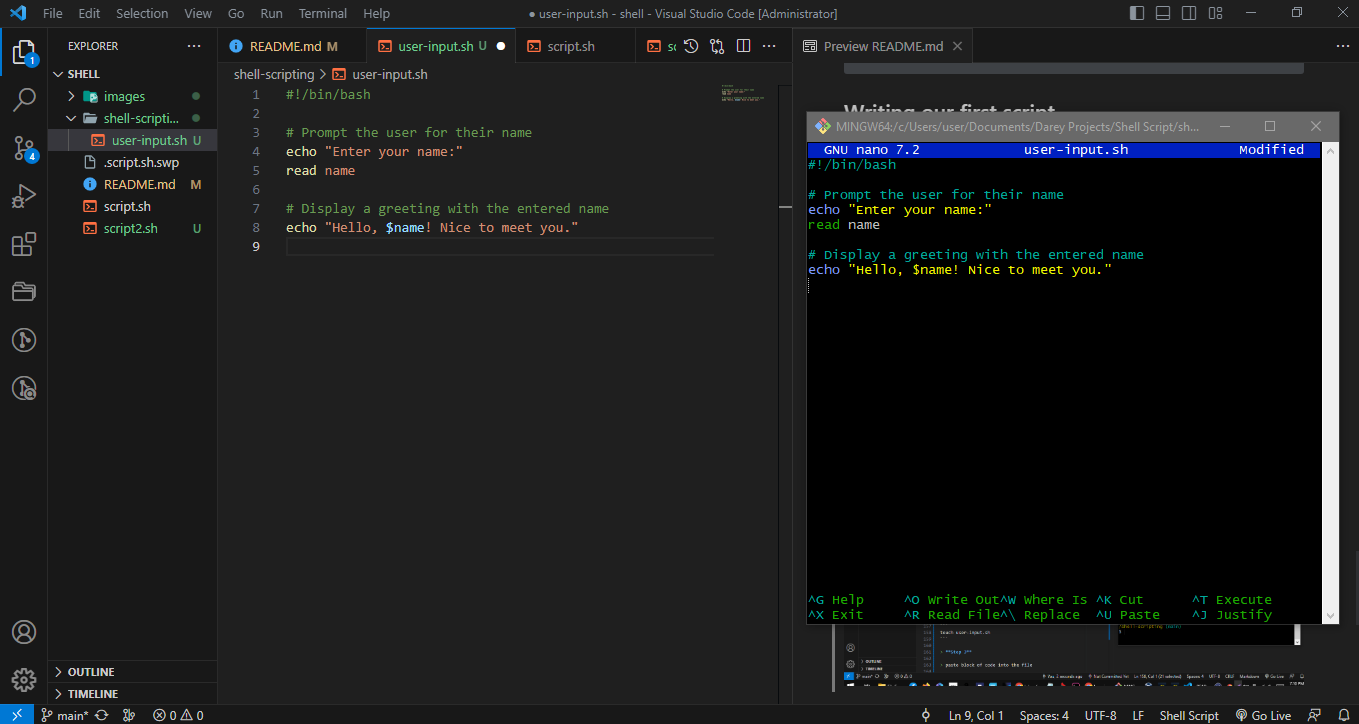 File Edit Selection View Go Run Terminal Help
● user-input.sh - shell - Visual Studio Code [Administrator]
EXPLORER
SHELL
images
shell-scripti...
user-input.sh U
.script.sh.swp
README.md M
script.sh
script2.sh U
OUTLINE
TIMELINE
1
4
README.md M
user-input.sh U
script.sh
sc
shell-scripting > user-input.sh
1 #!/bin/bash
2
3 # Prompt the user for their name
4 echo "Enter your name:"
5 read name
6
7 # Display a greeting with the entered name
8 echo "Hello, $name! Nice to meet you."
9
Preview README.md
Writing our first script
MINGW64:/c/Users/user/Documents/Darey Projects/Shell Script/sh...
GNU nano 7.2 user-input.sh Modified
#!/bin/bash
# Prompt the user for their name
echo "Enter your name:"
read name
# Display a greeting with the entered name
echo "Hello, $name! Nice to meet you."
^G Help ^O Write Out^W Where Is ^K Cut ^T Execute
^X Exit ^R Read File^\ Replace ^U Paste ^J Justify
touch user-input.sh
- **Step 2**
- paste block of code into the file
OUTLINE
TIMELINE
main* 0 0
Ln 9, Col 1 Spaces: 4 UTF-8 LF Shell Script Go Live